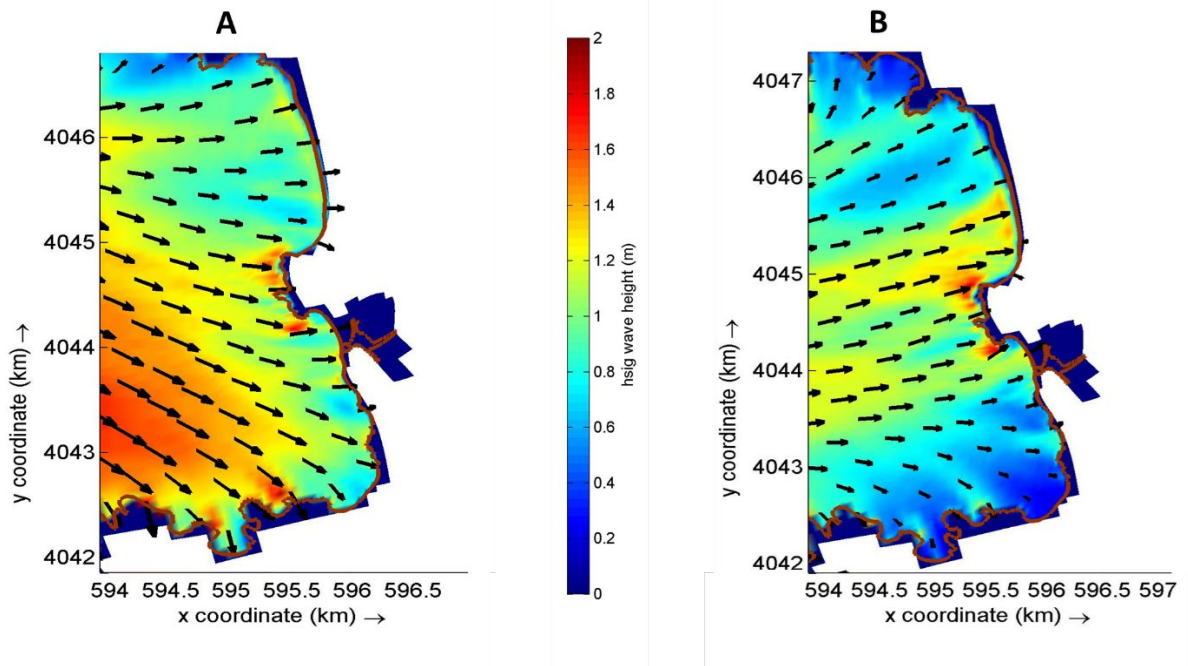 A
4046
4045
4044
4043
4042
y coordinate (km) →
594 594.5 595 595.5 596 596.5
x coordinate (km) →
2
1.8
1.6
1.4
1.2
1
0.8
0.6
0.4
0.2
0
hsig wave height (m)
B
4047
4046
4045
4044
4043
4042
y coordinate (km) →
594 594.5 595 595.5 596 596.5 597
x coordinate (km) →